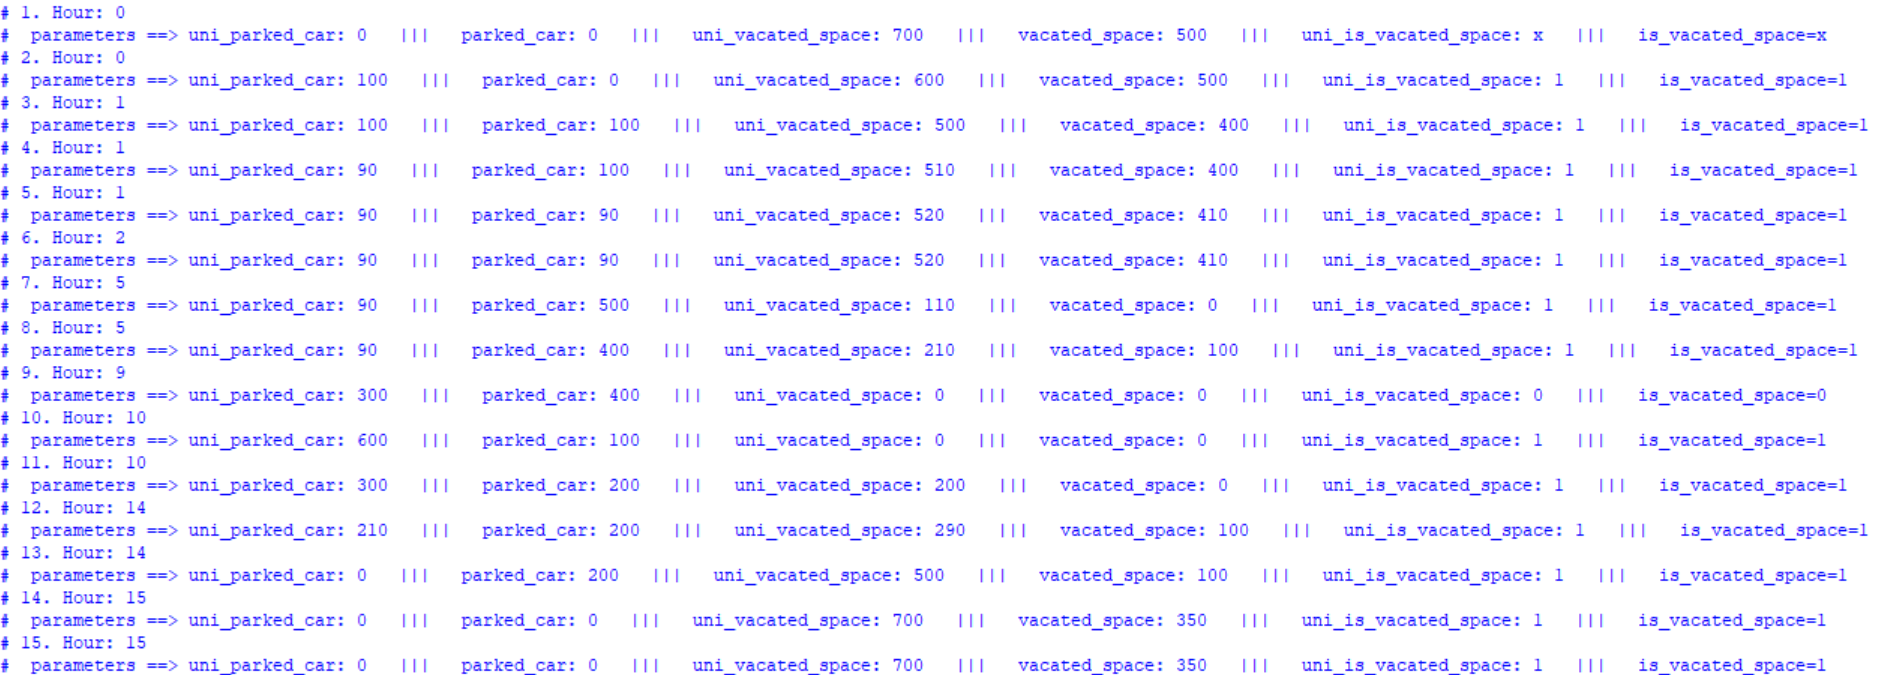 # 1. Hour: 0
#  parameters ==> uni_parked_car: 0   |||   parked_car: 0   |||   uni_vacated_space: 700   |||   vacated_space: 500   |||   uni_is_vacated_space: x   |||   is_vacated_space=x
# 2. Hour: 0
#  parameters ==> uni_parked_car: 100   |||   parked_car: 0   |||   uni_vacated_space: 600   |||   vacated_space: 500   |||   uni_is_vacated_space: 1   |||   is_vacated_space=1
# 3. Hour: 1
#  parameters ==> uni_parked_car: 100   |||   parked_car: 100   |||   uni_vacated_space: 500   |||   vacated_space: 400   |||   uni_is_vacated_space: 1   |||   is_vacated_space=1
# 4. Hour: 1
#  parameters ==> uni_parked_car: 90   |||   parked_car: 100   |||   uni_vacated_space: 510   |||   vacated_space: 400   |||   uni_is_vacated_space: 1   |||   is_vacated_space=1
# 5. Hour: 1
#  parameters ==> uni_parked_car: 90   |||   parked_car: 90   |||   uni_vacated_space: 520   |||   vacated_space: 410   |||   uni_is_vacated_space: 1   |||   is_vacated_space=1
# 6. Hour: 2
#  parameters ==> uni_parked_car: 90   |||   parked_car: 90   |||   uni_vacated_space: 520   |||   vacated_space: 410   |||   uni_is_vacated_space: 1   |||   is_vacated_space=1
# 7. Hour: 5
#  parameters ==> uni_parked_car: 90   |||   parked_car: 500   |||   uni_vacated_space: 110   |||   vacated_space: 0   |||   uni_is_vacated_space: 1   |||   is_vacated_space=1
# 8. Hour: 5
#  parameters ==> uni_parked_car: 90   |||   parked_car: 400   |||   uni_vacated_space: 210   |||   vacated_space: 100   |||   uni_is_vacated_space: 1   |||   is_vacated_space=1
# 9. Hour: 9
#  parameters ==> uni_parked_car: 300   |||   parked_car: 400   |||   uni_vacated_space: 0   |||   vacated_space: 0   |||   uni_is_vacated_space: 0   |||   is_vacated_space=0
# 10. Hour: 10
#  parameters ==> uni_parked_car: 600   |||   parked_car: 100   |||   uni_vacated_space: 0   |||   vacated_space: 0   |||   uni_is_vacated_space: 1   |||   is_vacated_space=1
# 11. Hour: 10
#  parameters ==> uni_parked_car: 300   |||   parked_car: 200   |||   uni_vacated_space: 200   |||   vacated_space: 0   |||   uni_is_vacated_space: 1   |||   is_vacated_space=1
# 12. Hour: 14
#  parameters ==> uni_parked_car: 210   |||   parked_car: 200   |||   uni_vacated_space: 290   |||   vacated_space: 100   |||   uni_is_vacated_space: 1   |||   is_vacated_space=1
# 13. Hour: 14
#  parameters ==> uni_parked_car: 0   |||   parked_car: 200   |||   uni_vacated_space: 500   |||   vacated_space: 100   |||   uni_is_vacated_space: 1   |||   is_vacated_space=1
# 14. Hour: 15
#  parameters ==> uni_parked_car: 0   |||   parked_car: 0   |||   uni_vacated_space: 700   |||   vacated_space: 350   |||   uni_is_vacated_space: 1   |||   is_vacated_space=1
# 15. Hour: 15
#  parameters ==> uni_parked_car: 0   |||   parked_car: 0   |||   uni_vacated_space: 700   |||   vacated_space: 350   |||   uni_is_vacated_space: 1   |||   is_vacated_space=1